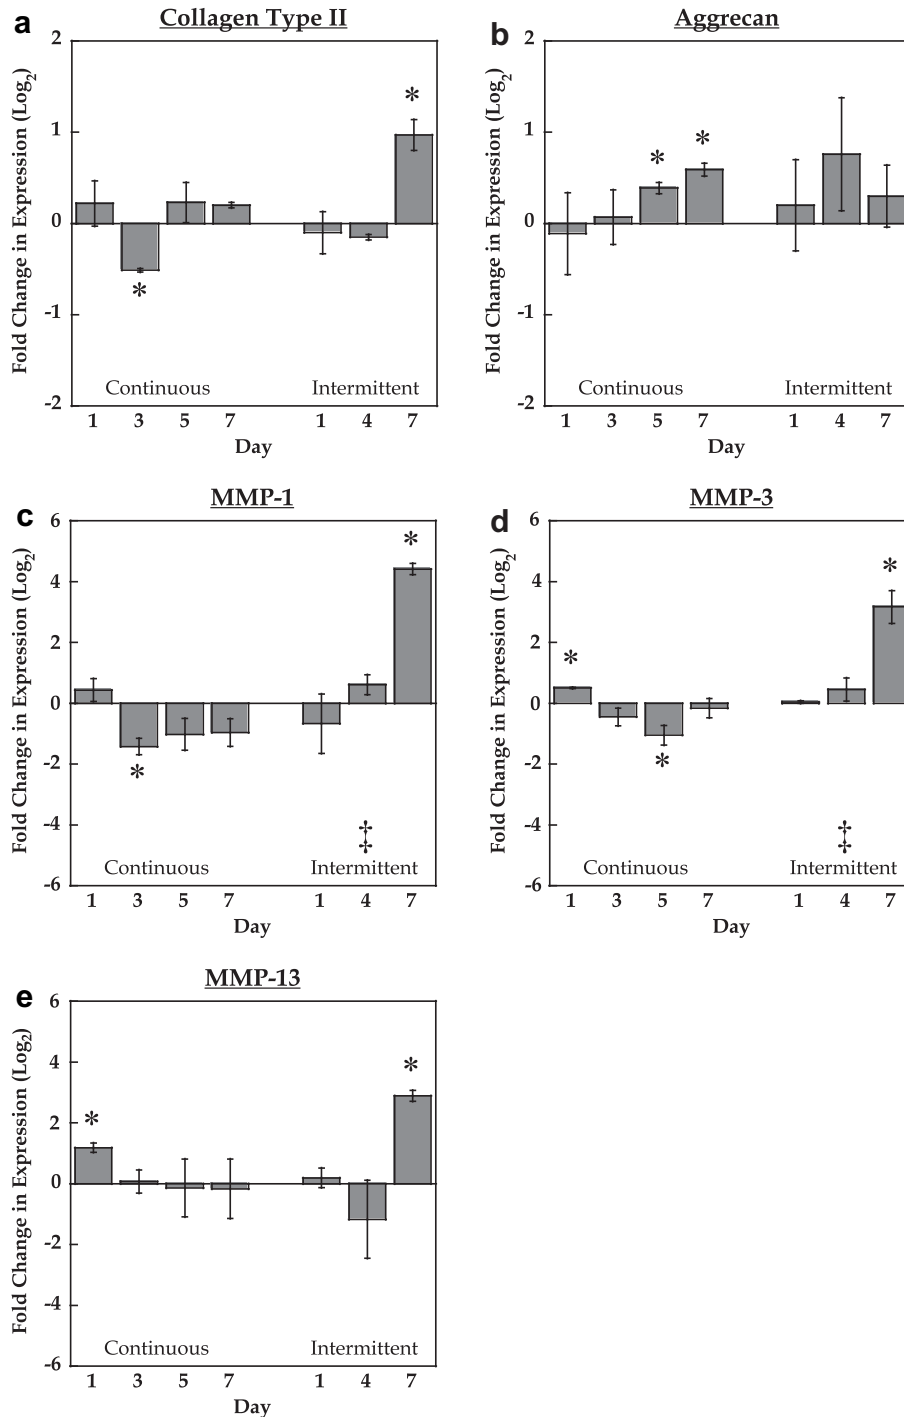 a
Collagen Type II
Fold Change in Expression (Log2)
2
1
0
-1
-2
Continuous Intermittent
1 3 5 7 1 4 7
Day
*
*
b
Aggrecan
Fold Change in Expression (Log2)
2
1
0
-1
-2
Continuous Intermittent
1 3 5 7 1 4 7
Day
*
*
c
MMP-1
Fold Change in Expression (Log2)
6
4
2
0
-2
-4
-6
Continuous Intermittent
1 3 5 7 1 4 7
Day
*
*
‡
d
MMP-3
Fold Change in Expression (Log2)
6
4
2
0
-2
-4
-6
Continuous Intermittent
1 3 5 7 1 4 7
Day
*
*
*
‡
e
MMP-13
Fold Change in Expression (Log2)
6
4
2
0
-2
-4
-6
Continuous Intermittent
1 3 5 7 1 4 7
Day
*
*